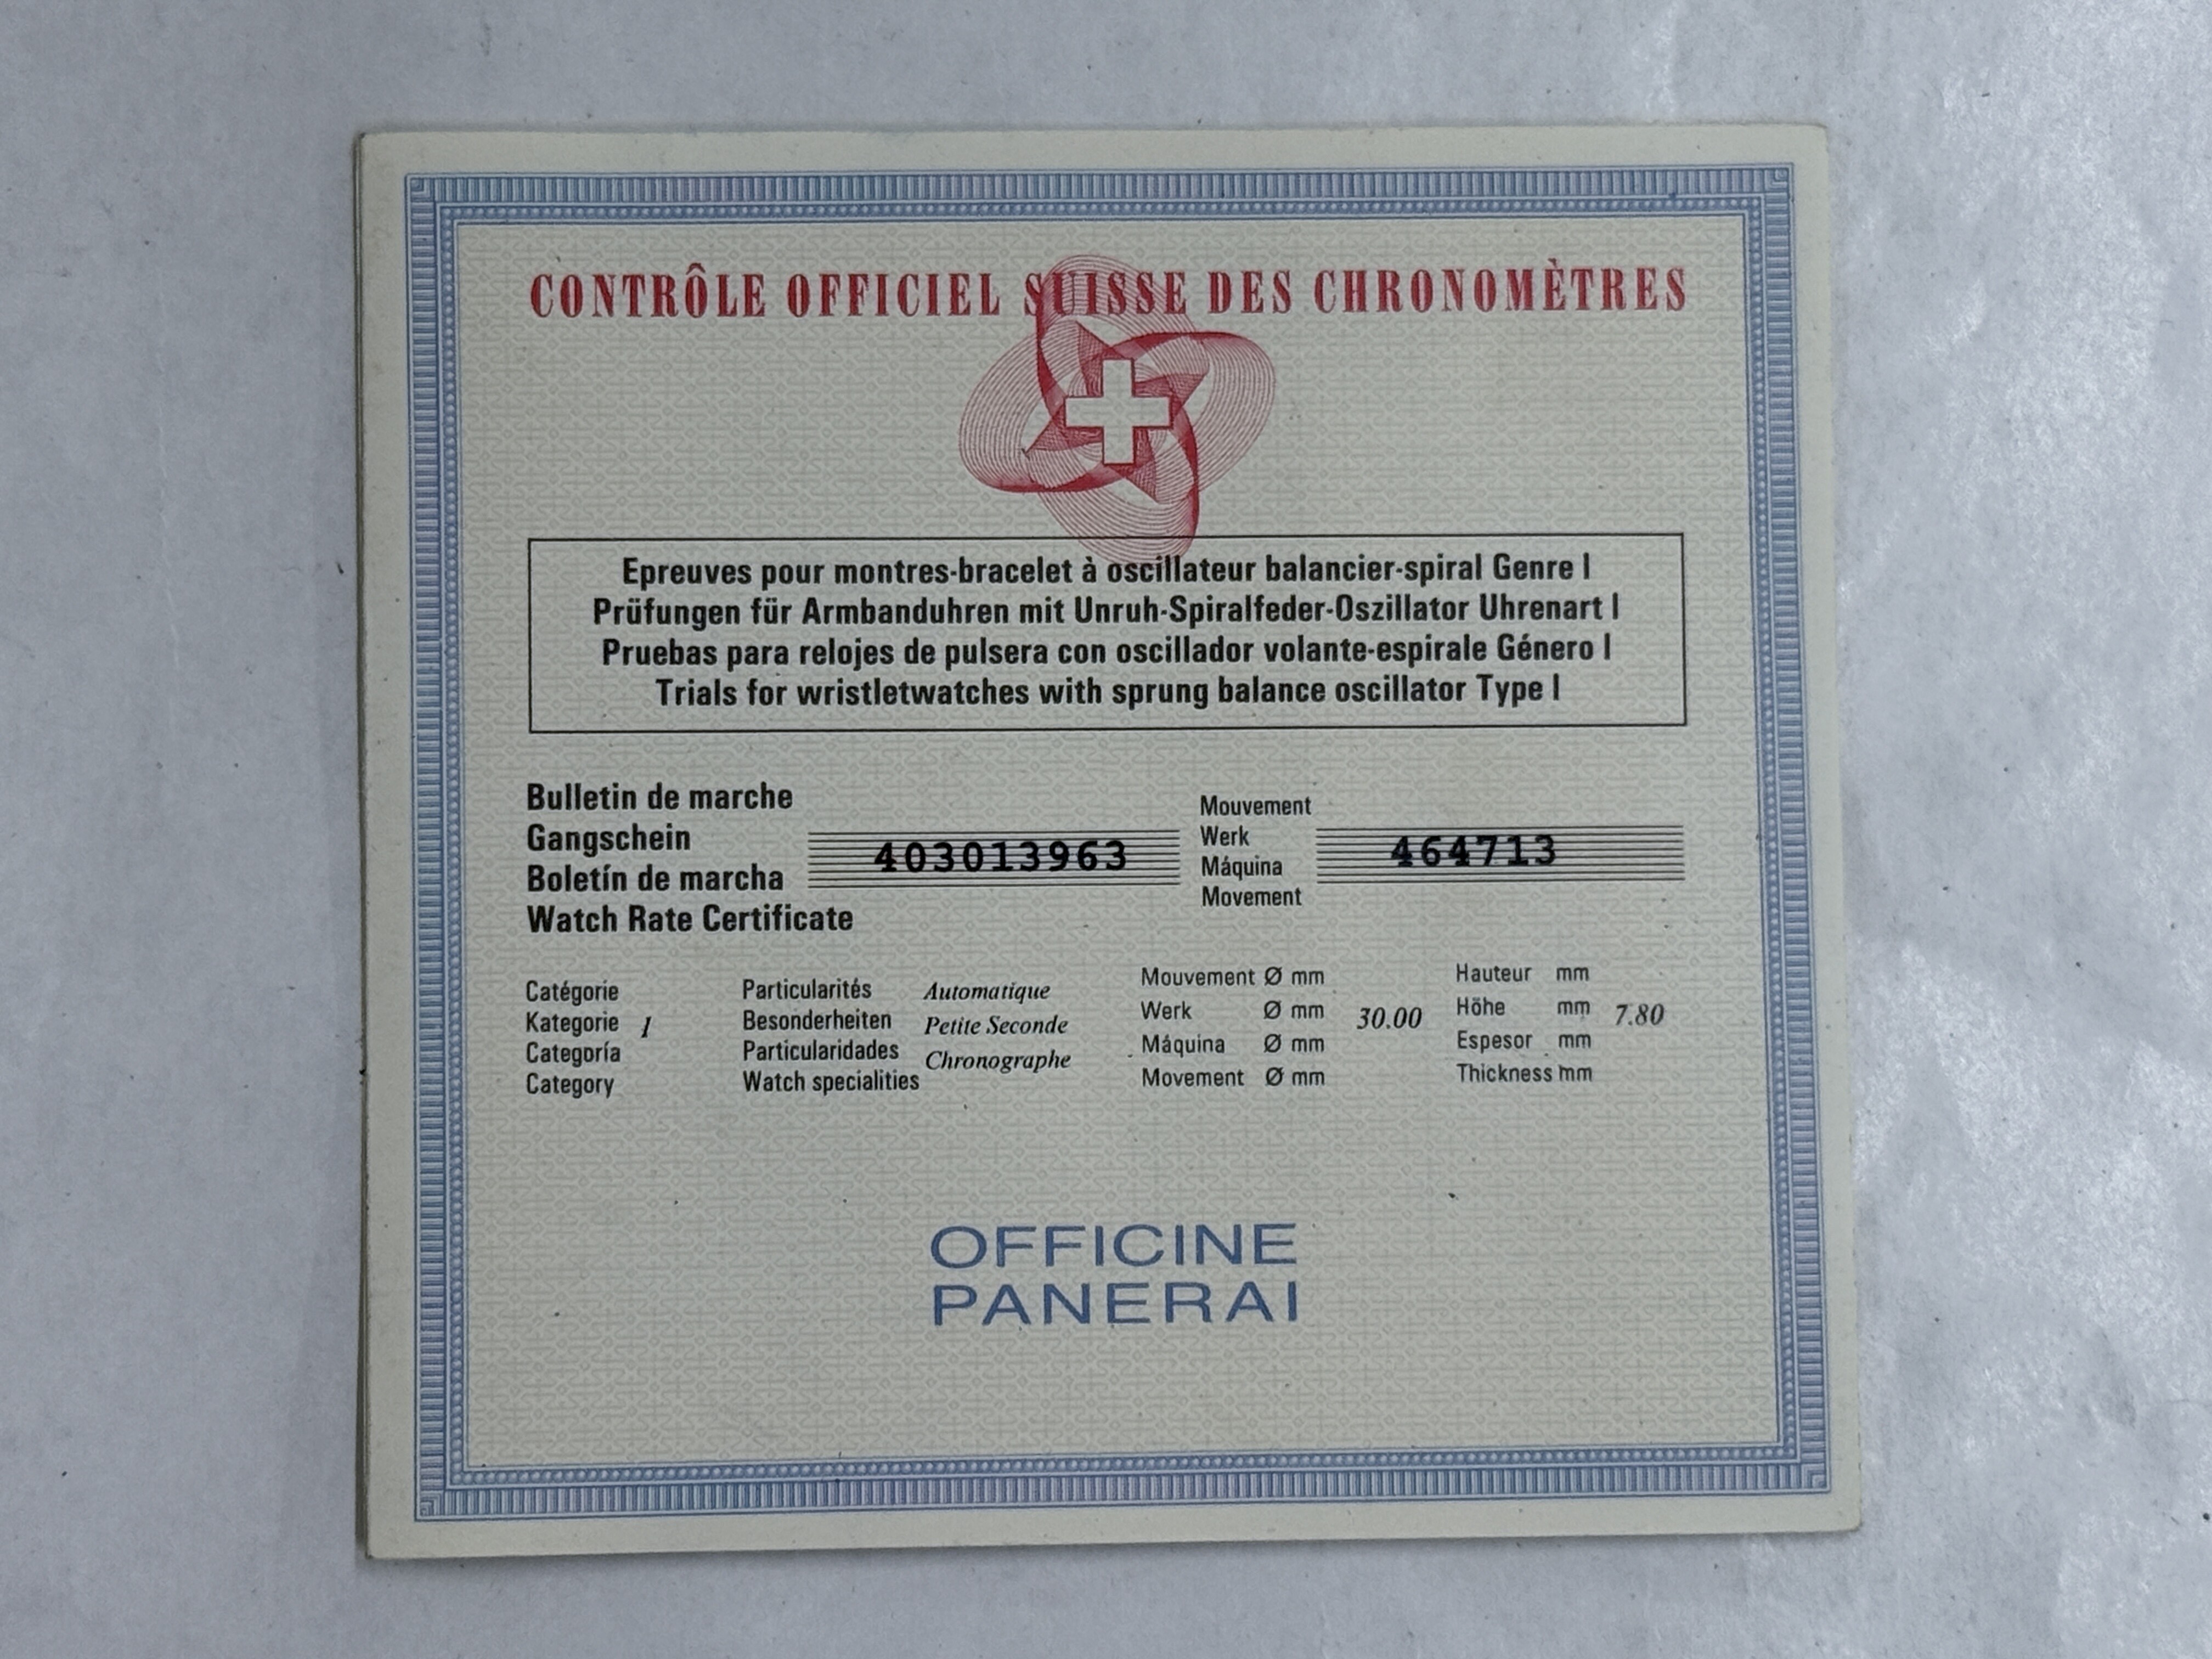 CONTRÔLE OFFICIEL SUISSE DES CHRONOMÈTRES
Epreuves pour montres-bracelet à oscillateur balancier-spiral Genre I
Prüfungen für Armbanduhren mit Unruh-Spiralfeder-Oszillator Uhrenart I
Pruebas para relojes de pulsera con oscillador volante-espirale Género I
Trials for wristletwatches with sprung balance oscillator Type I
Bulletin de marche
Gangschein
Boletín de marcha
Watch Rate Certificate
403013963
Mouvement
Werk
Máquina
Movement
464713
Catégorie
Kategorie 1
Categoría
Category
Particularités
Besonderheiten
Particularidades
Watch specialities
Automatique
Petite Seconde
Chronographe
Mouvement Ø mm
Werk Ø mm
Máquina Ø mm
Movement Ø mm
30.00
Hauteur mm
Höhe mm
Espesor mm
Thickness mm
7.80
OFFICINE
PANERAI